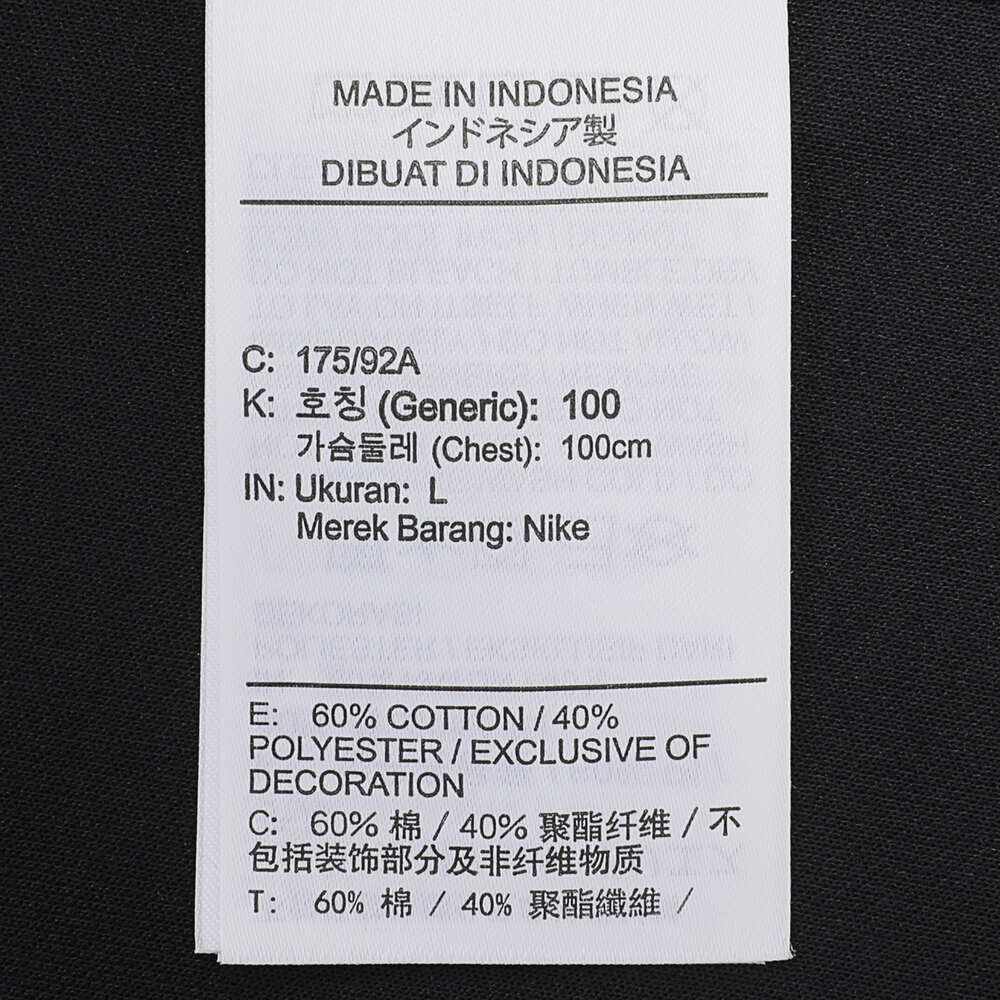 MADE IN INDONESIA
インドネシア製
DIBUAT DI INDONESIA
C: 175/92A
K: 호칭 (Generic): 100
가슴둘레 (Chest): 100cm
IN: Ukuran: L
Merek Barang: Nike
E: 60% COTTON / 40%
POLYESTER / EXCLUSIVE OF
DECORATION
C: 60% 棉 / 40% 聚酯纤维 / 不
包括装饰部分及非纤维物质
T: 60% 棉 / 40% 聚酯纖維 /